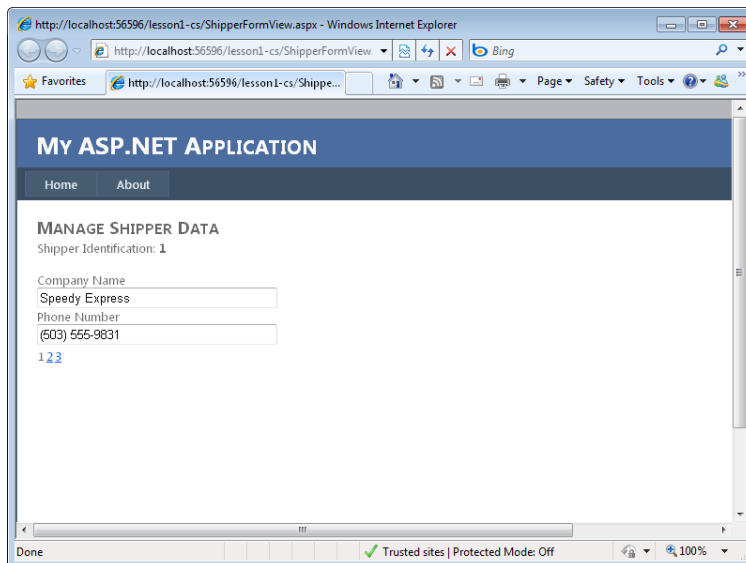 http://localhost:56596/lesson1-cs/ShipperFormView.aspx - Windows Internet Explorer
http://localhost:56596/lesson1-cs/ShipperFormView Bing
Favorites http://localhost:56596/lesson1-cs/Shippe... Page Safety Tools »
MY ASP.NET APPLICATION
Home About
MANAGE SHIPPER DATA
Shipper Identification: 1
Company Name
Speedy Express
Phone Number
(503) 555-9831
1 2 3
Done Trusted sites | Protected Mode: Off 100%